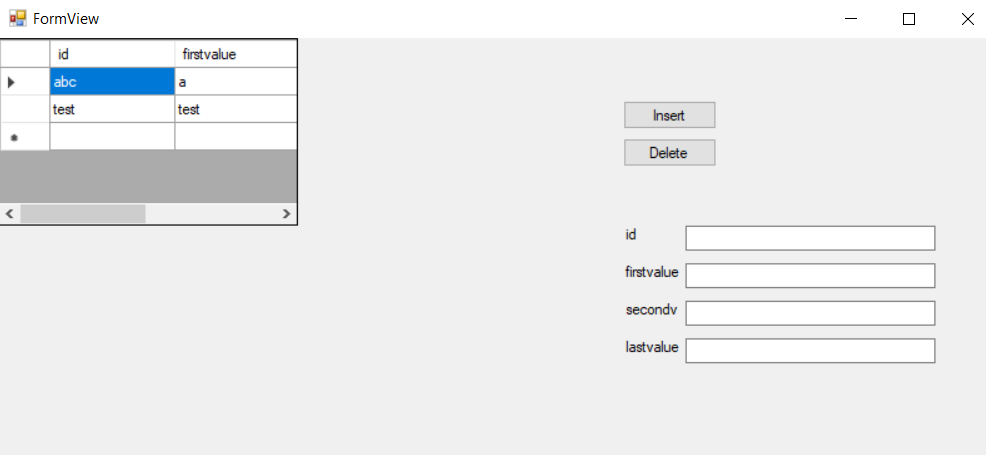 FormView
id firstvalue
abc a
test test
Insert
Delete
id
firstvalue
secondv
lastvalue